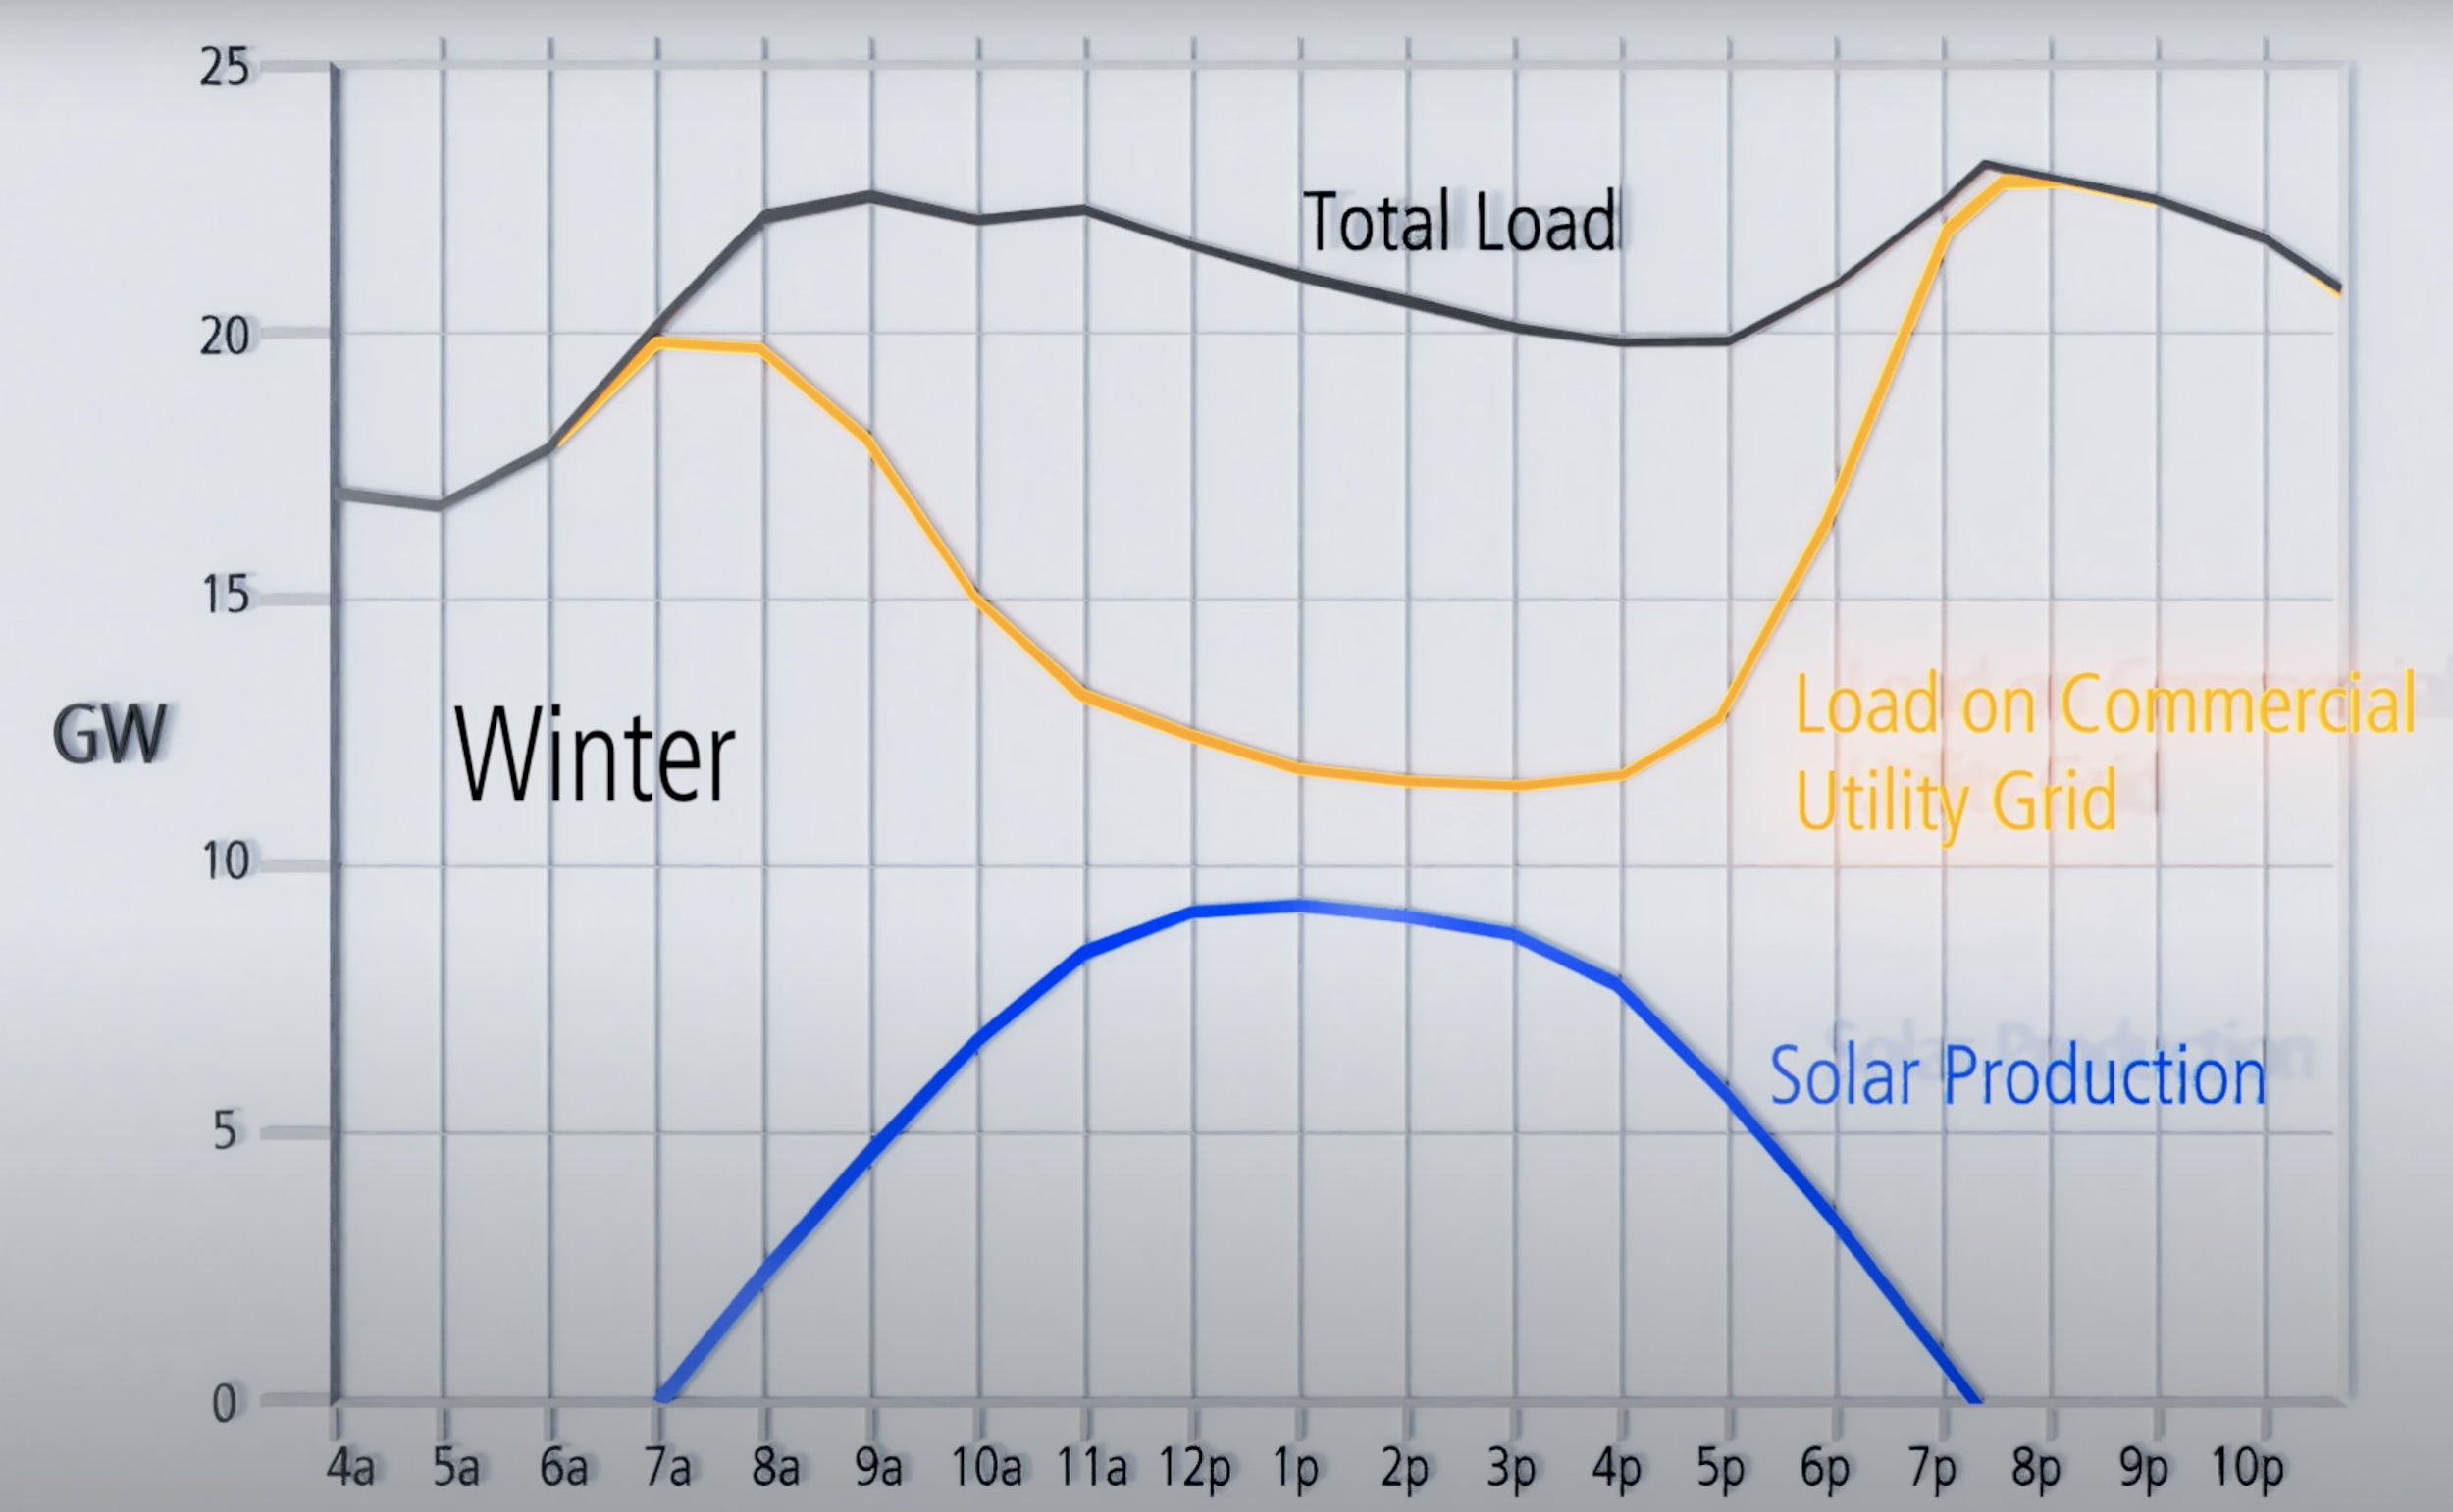 25
Total Load
20
15
GW
Winter
Load on Commercial
Utility Grid
10
Solar Production
5
0
4a 5a 6a 7a 8a 9a 10a 11a 12p 1p 2p 3p 4p 5p 6p 7p 8p 9p 10p